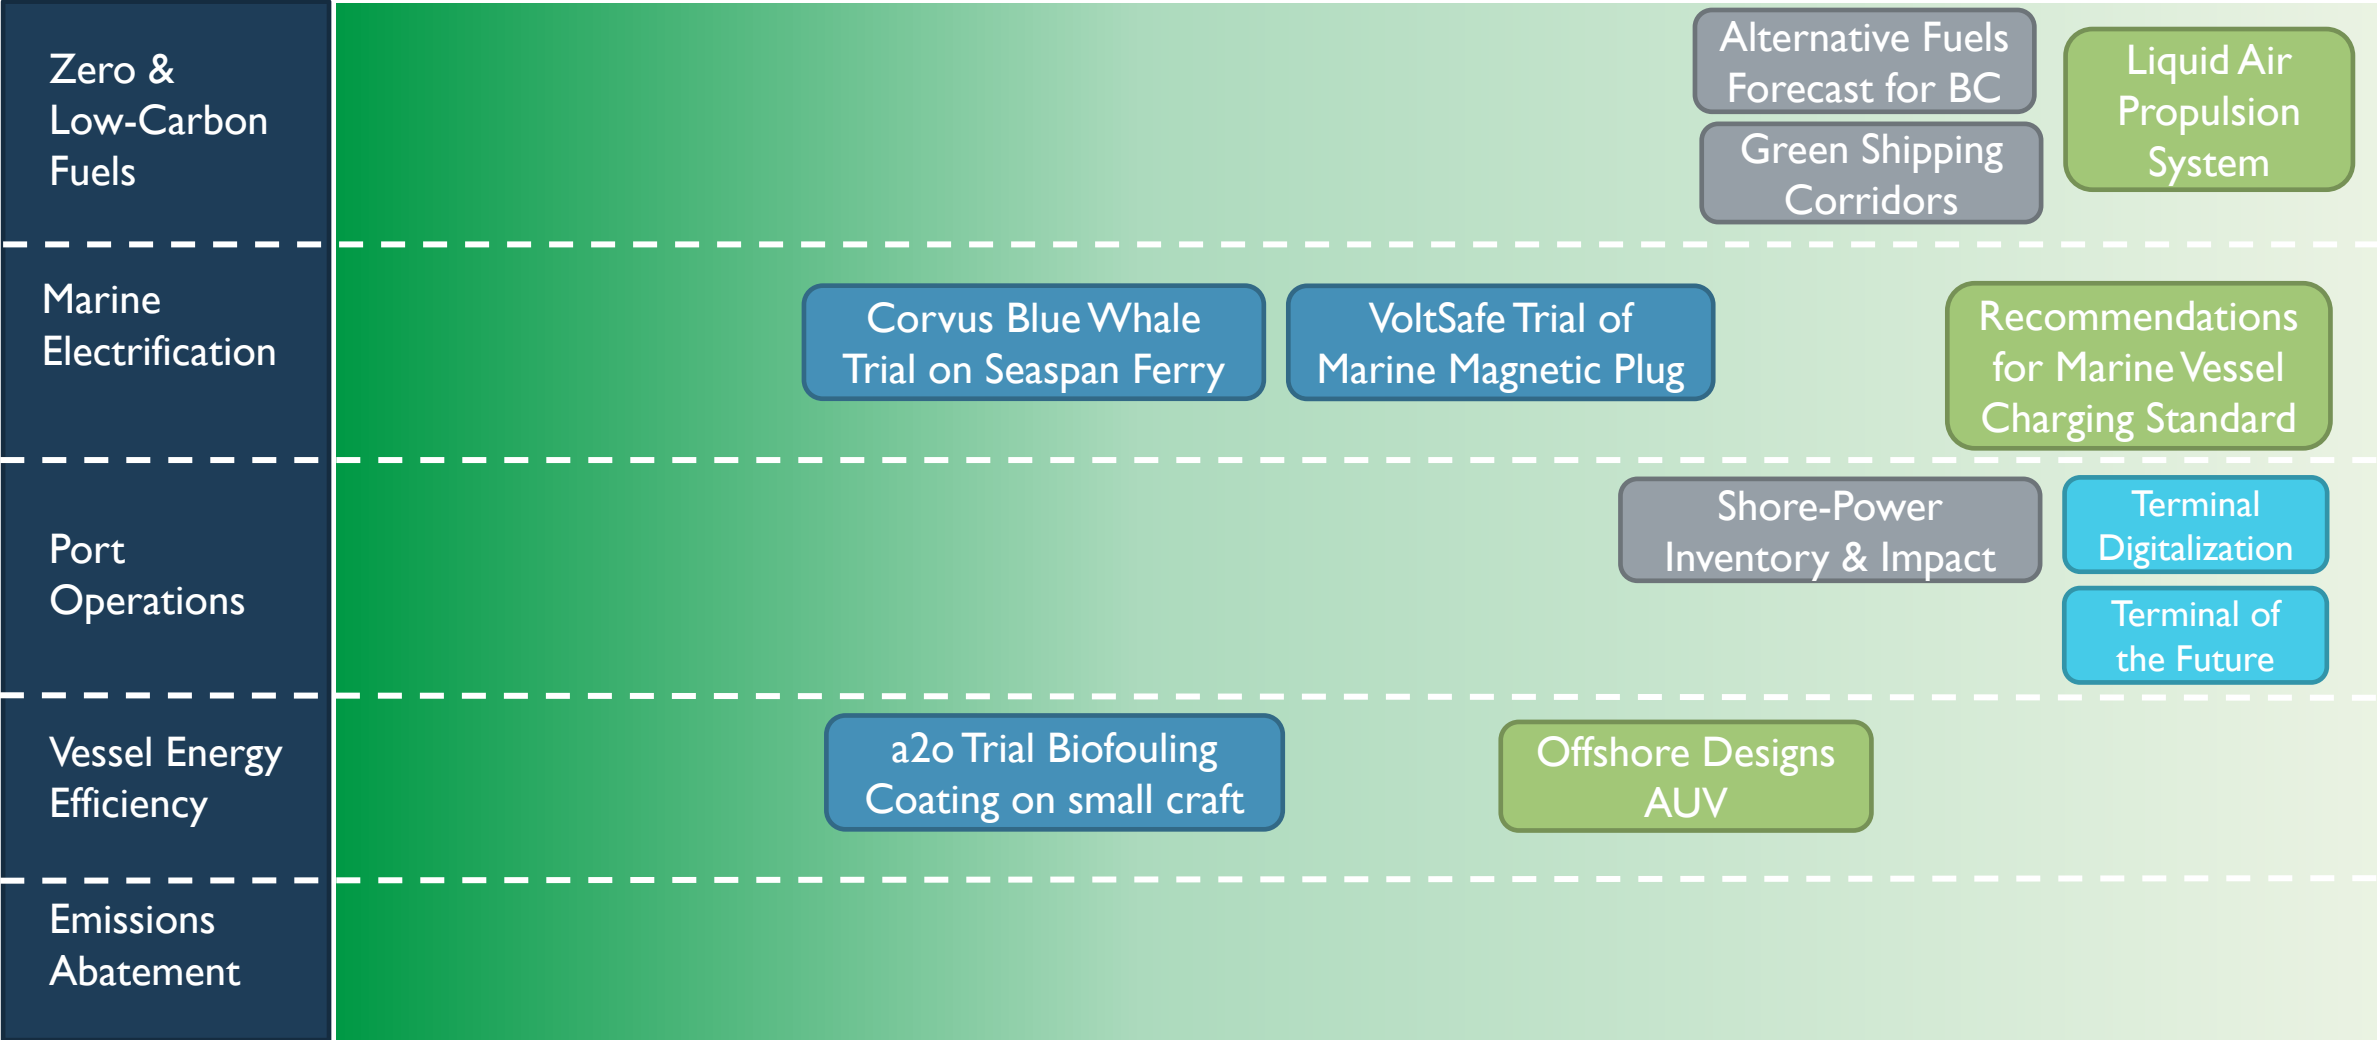 Zero &
Low-Carbon
Fuels
Alternative Fuels
Forecast for BC
Green Shipping
Corridors
Liquid Air
Propulsion
System
Marine
Electrification
Corvus Blue Whale
Trial on Seaspan Ferry
VoltSafe Trial of
Marine Magnetic Plug
Recommendations
for Marine Vessel
Charging Standard
Port
Operations
Shore-Power
Inventory & Impact
Terminal
Digitalization
Terminal of
the Future
Vessel Energy
Efficiency
a2o Trial Biofouling
Coating on small craft
Offshore Designs
AUV
Emissions
Abatement